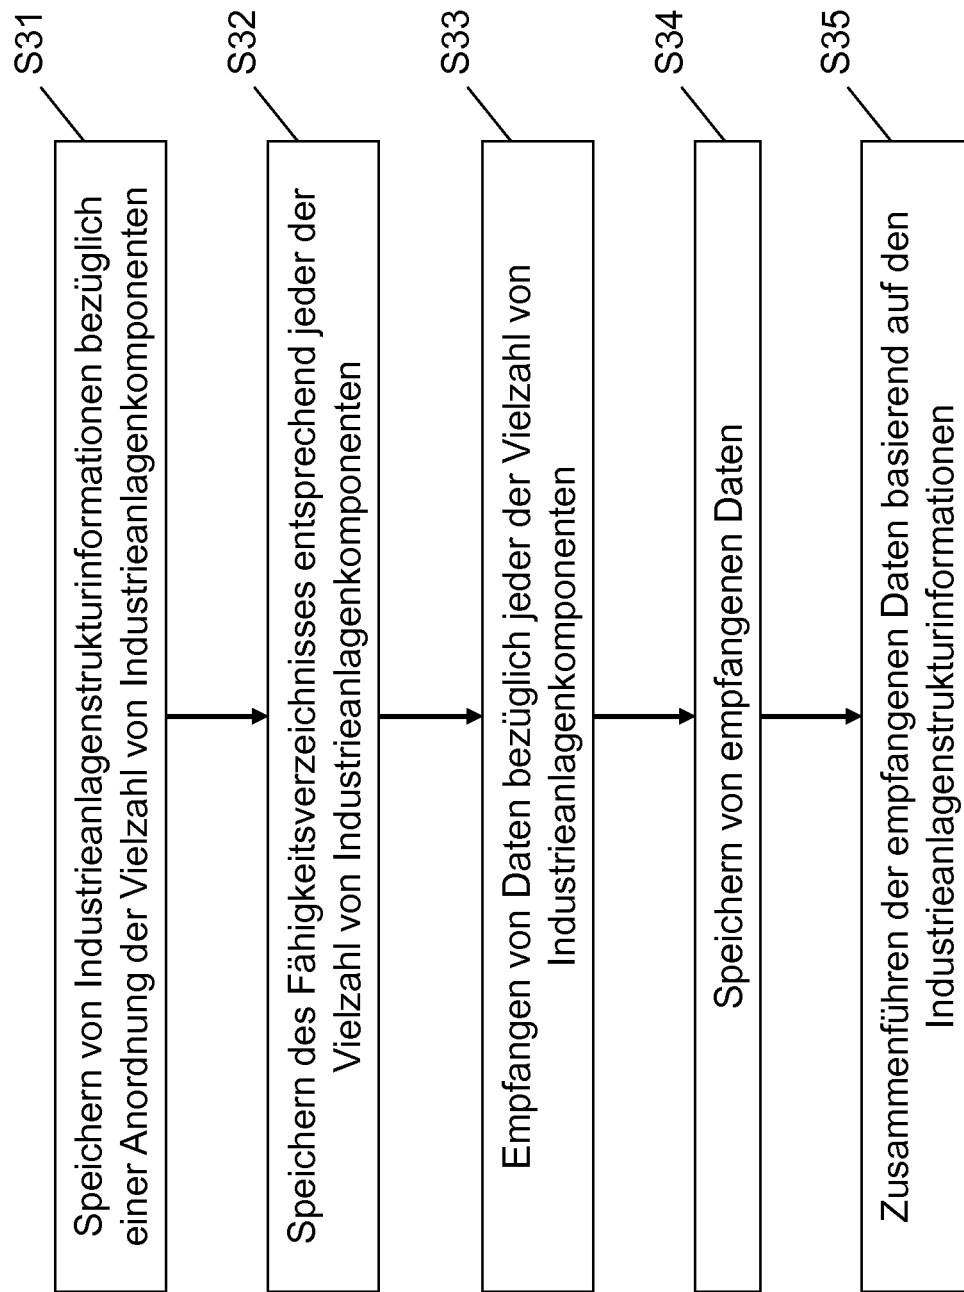 S31
Speichern von Industrieanlagenstrukturinformationen bezüglich
einer Anordnung der Vielzahl von Industrieanlagenkomponenten
S32
Speichern des Fähigkeitsverzeichnisses entsprechend jeder der
Vielzahl von Industrieanlagenkomponenten
S33
Empfangen von Daten bezüglich jeder der Vielzahl von
Industrieanlagenkomponenten
S34
Speichern von empfangenen Daten
S35
Zusammenführen der empfangenen Daten basierend auf den
Industrieanlagenstrukturinformationen